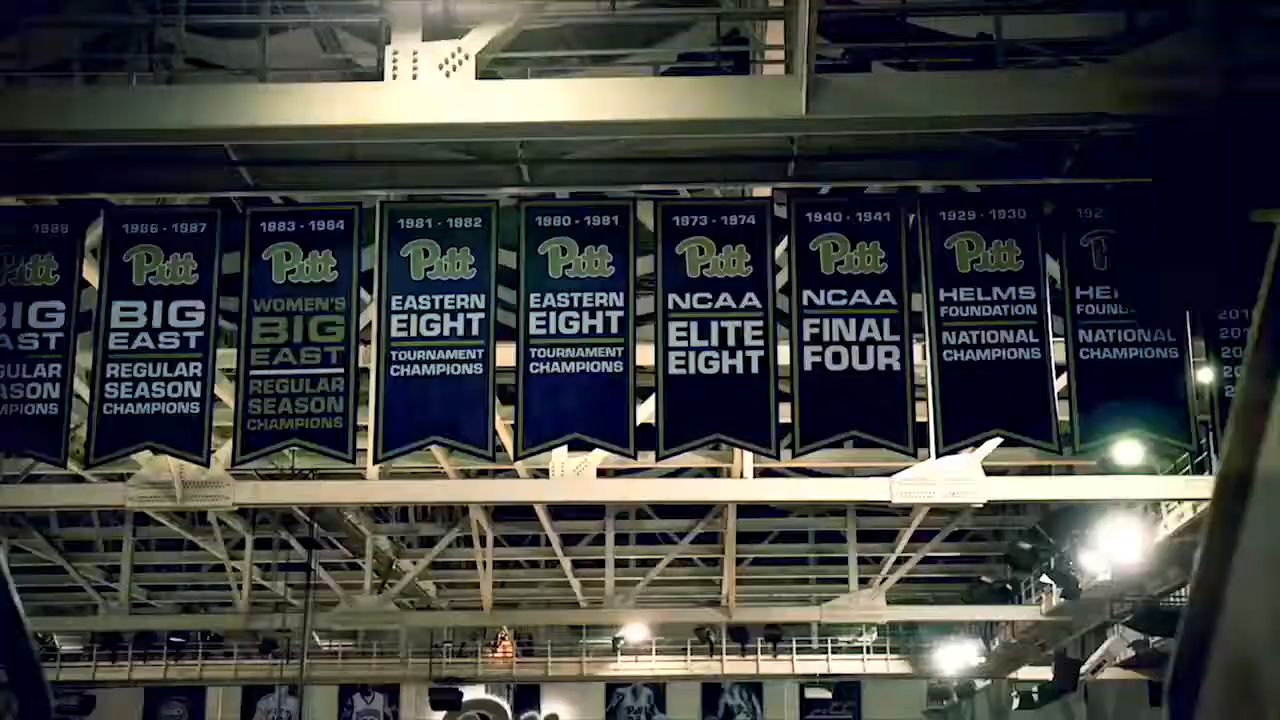 1986 - 1987
Pitt
BIG
EAST
REGULAR
SEASON
CHAMPIONS
1983 - 1984
Pitt
WOMEN'S
BIG
EAST
REGULAR
SEASON
CHAMPIONS
1981 - 1982
Pitt
EASTERN
EIGHT
TOURNAMENT
CHAMPIONS
1980 - 1981
Pitt
EASTERN
EIGHT
TOURNAMENT
CHAMPIONS
1973 - 1974
Pitt
NCAA
ELITE
EIGHT
1940 - 1941
Pitt
NCAA
FINAL
FOUR
1929 - 1930
Pitt
HELMS
FOUNDATION
NATIONAL
CHAMPIONS
NATIONAL
CHAMPIONS